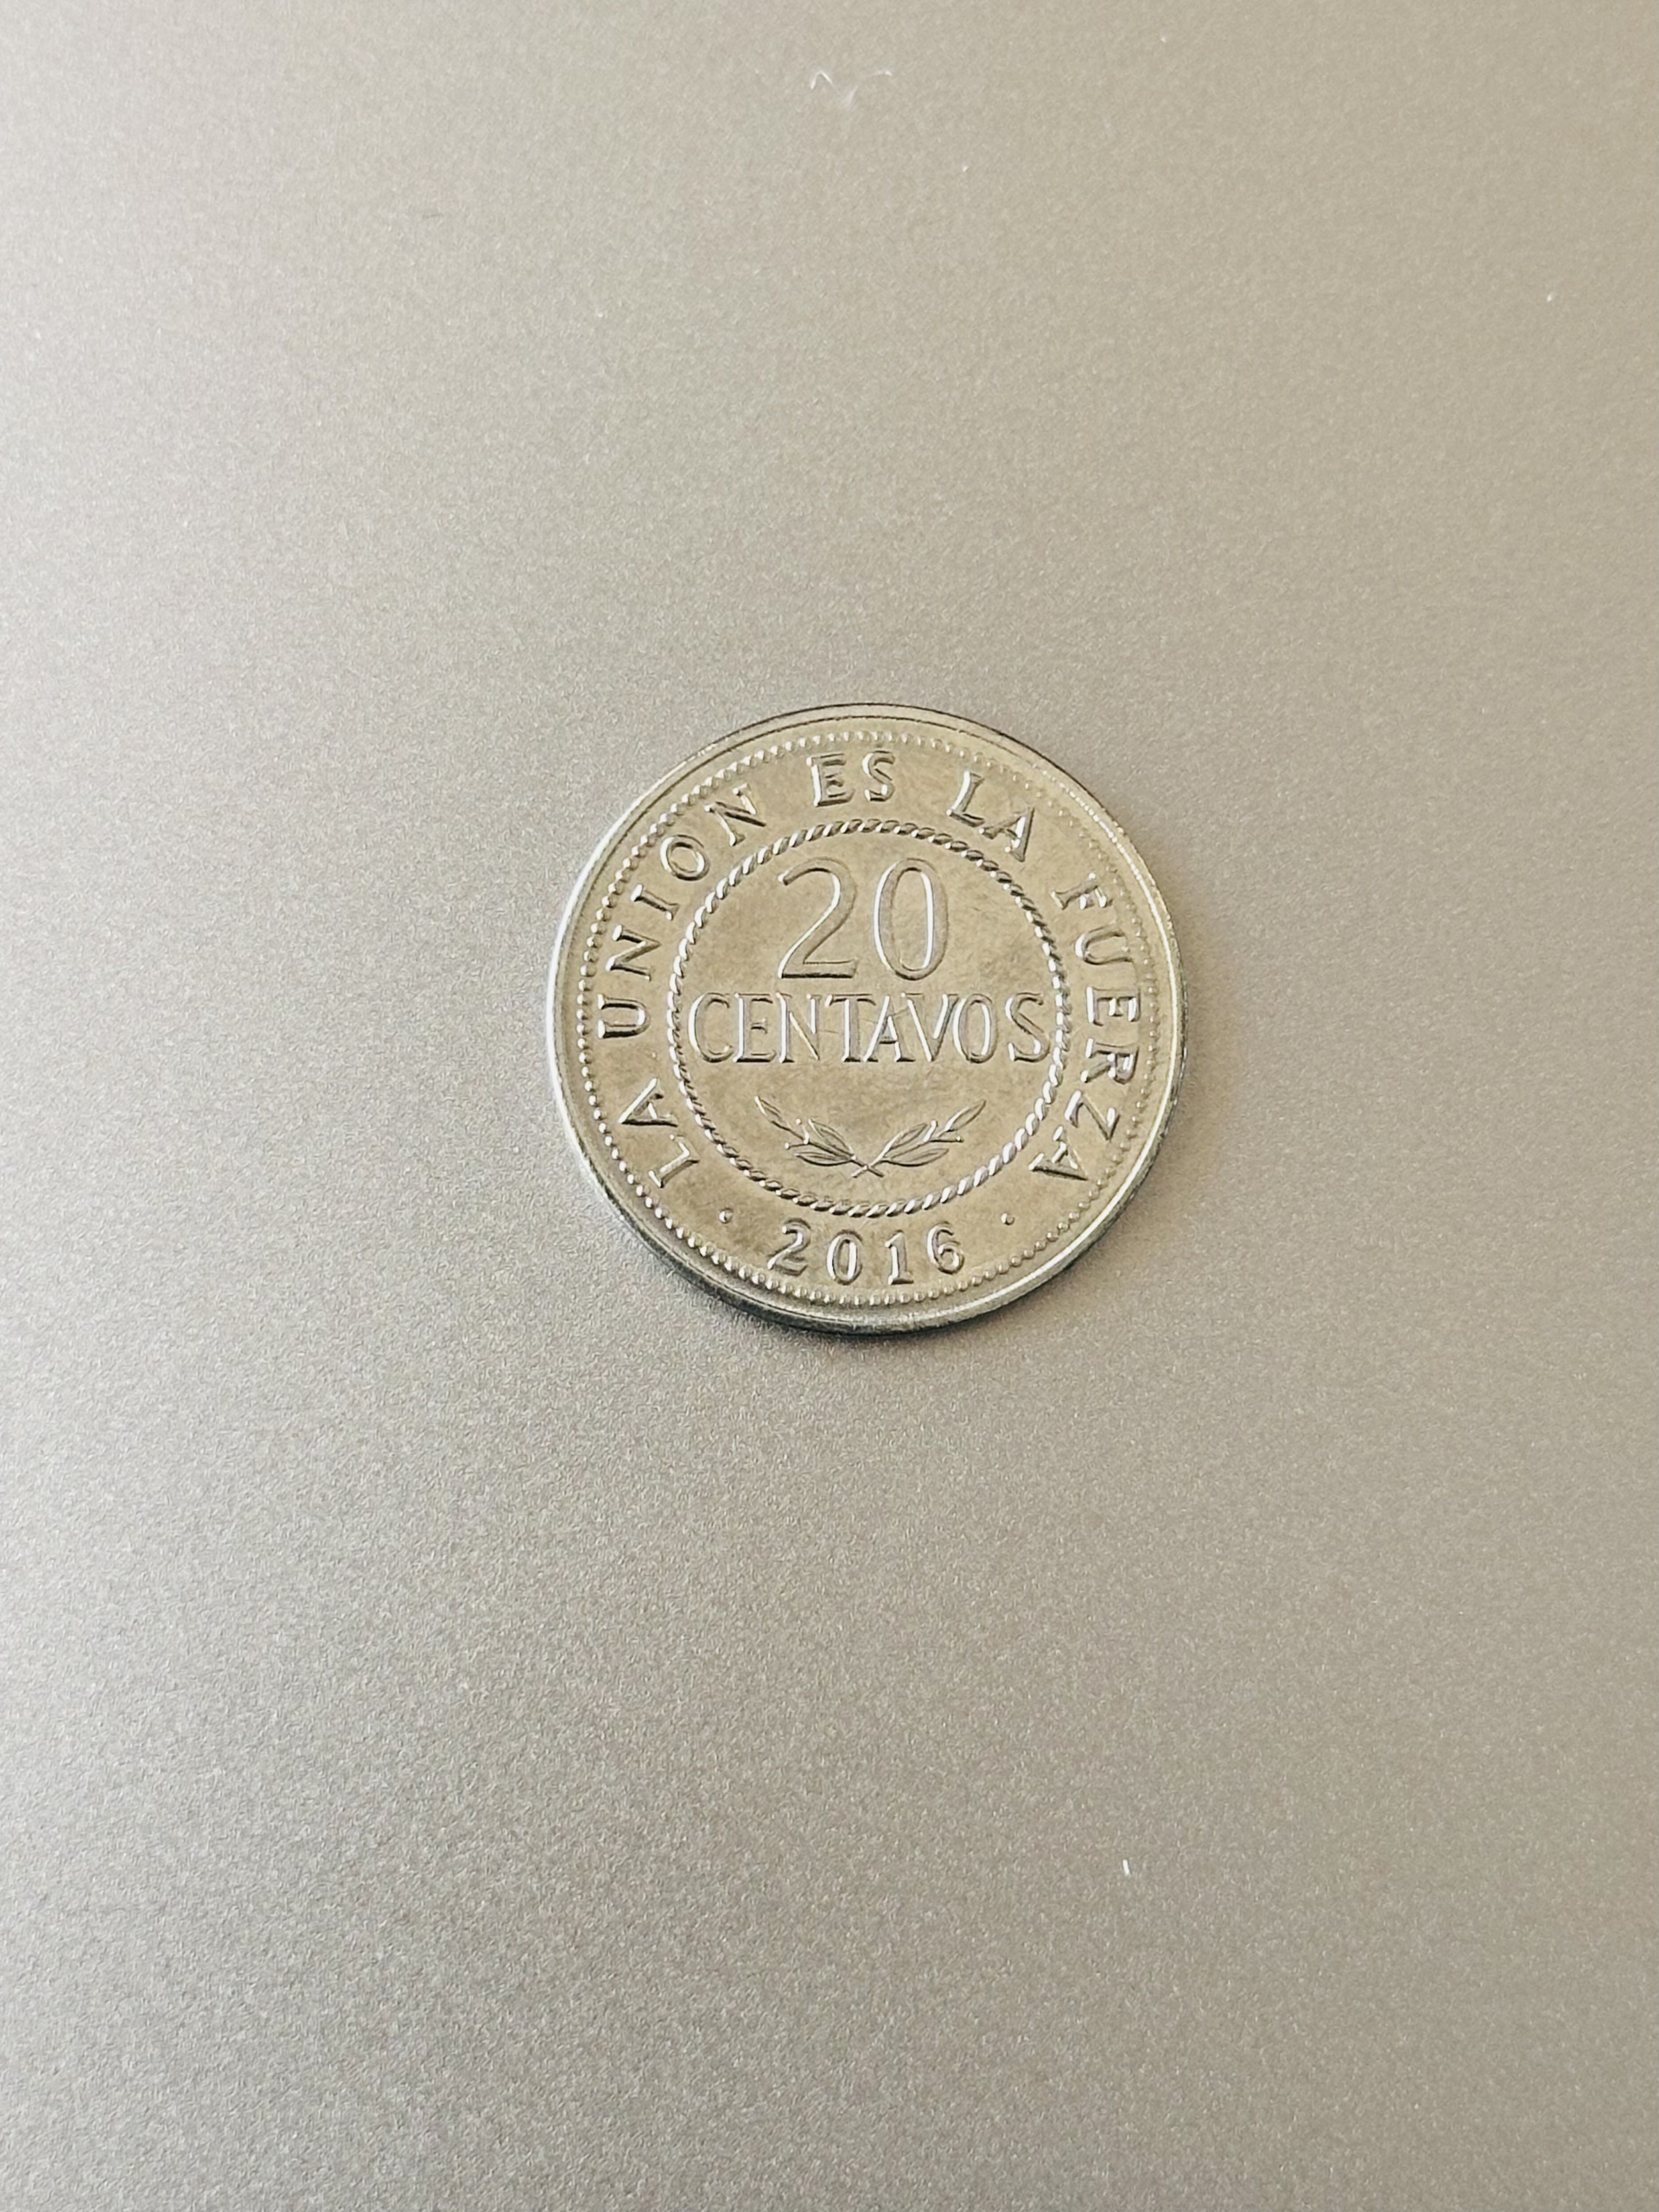 LA UNION ES LA FUERZA
20
CENTAVOS
· 2016 ·